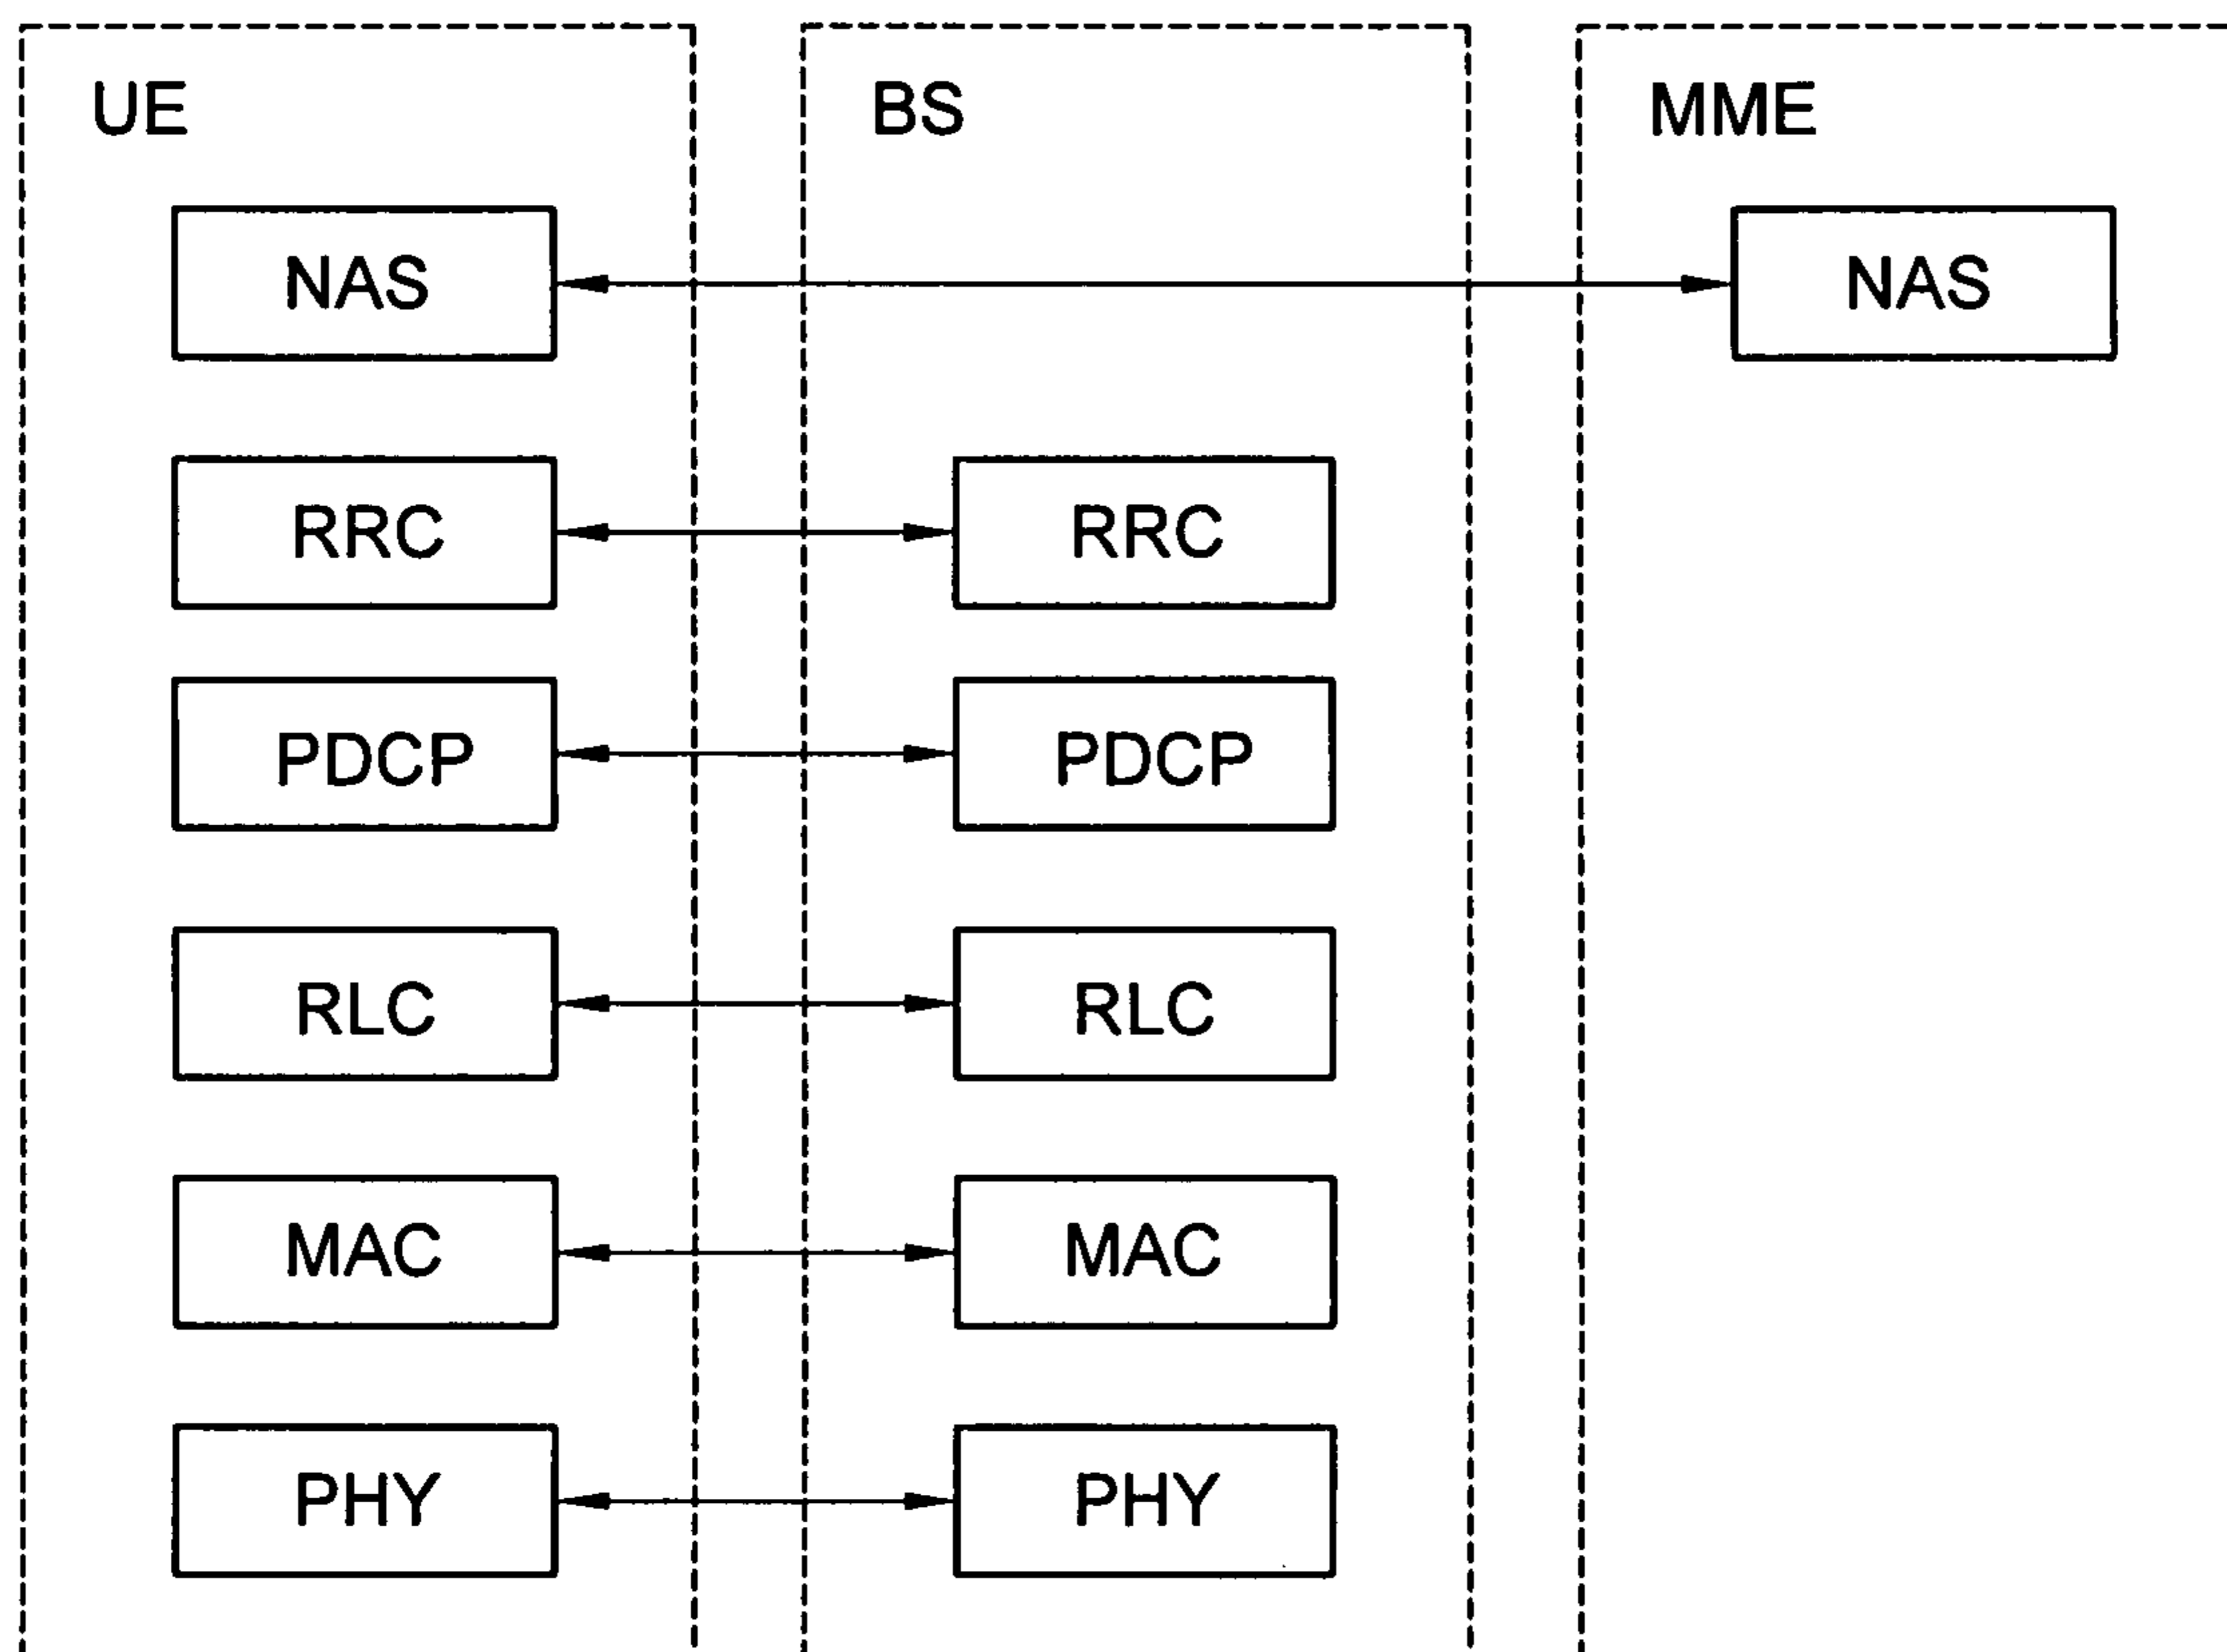 UE BS MME
NAS NAS
RRC RRC
PDCP PDCP
RLC RLC
MAC MAC
PHY PHY